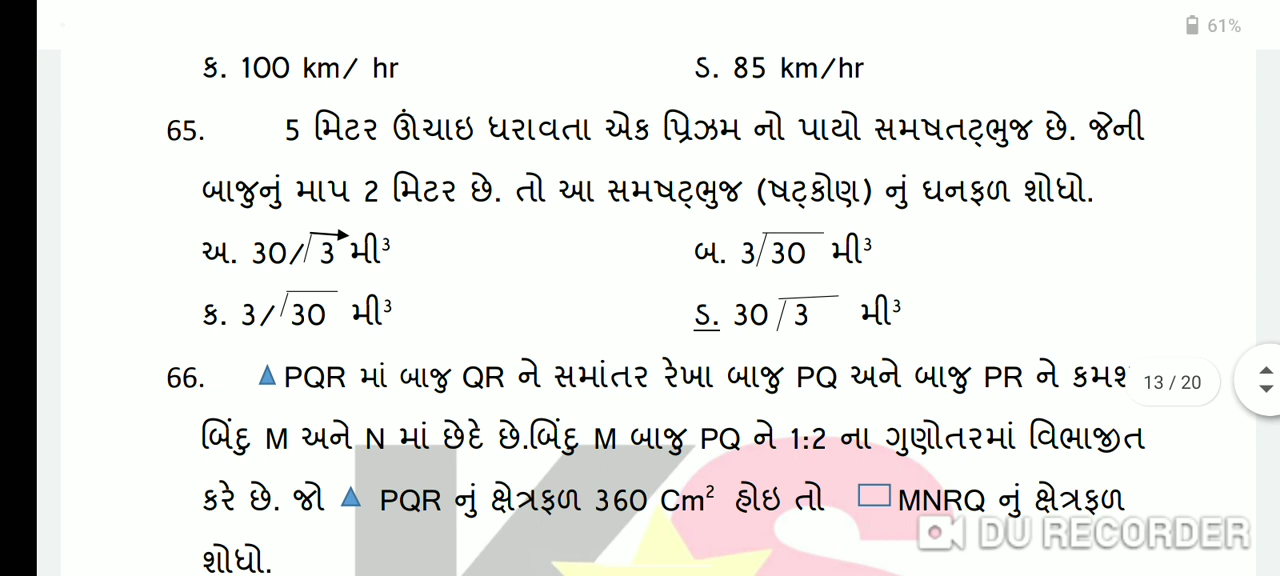 61%
ક. 100 km/ hr ડ. 85 km/hr
65. 5 મિટર ઊંચાઇ ધરાવતા એક પ્રિઝમ નો પાયો સમષતટ્ભુજ છે. જેની
બાજુનું માપ 2 મિટર છે. તો આ સમષટ્ભુજ (ષટ્કોણ) નું ઘનફળ શોધો.
અ. 30/√3 મી³ બ. 3√30 મી³
ક. 3/√30 મી³ ડ. 30√3 મી³
66. ▲PQR માં બાજુ QR ને સમાંતર રેખા બાજુ PQ અને બાજુ PR ને ક્રમશ
13 / 20
બિંદુ M અને N માં છેદે છે.બિંદુ M બાજુ PQ ને 1:2 ના ગુણોતરમાં વિભાજીત
કરે છે. જો ▲ PQR નું ક્ષેત્રફળ 360 Cm² હોઇ તો □MNRQ નું ક્ષેત્રફળ
DU RECORDER
શોધો.